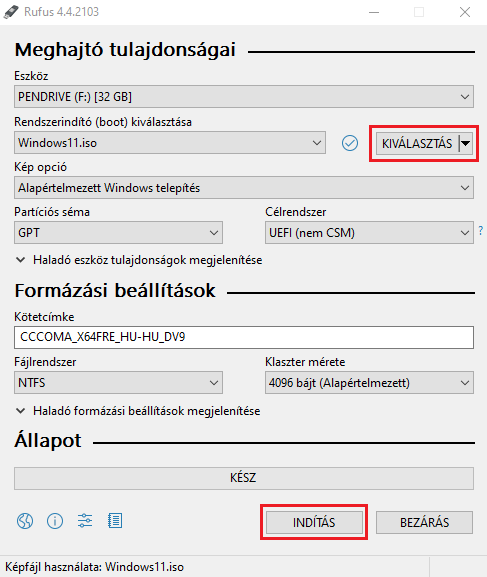 Rufus 4.4.2103
Meghajtó tulajdonságai
Eszköz
PENDRIVE (F:) [32 GB]
Rendszerindító (boot) kiválasztása
Windows11.iso
KIVÁLASZTÁS
Kép opció
Alapértelmezett Windows telepítés
Partíciós séma
Célrendszer
GPT
UEFI (nem CSM)
?
Haladó eszköz tulajdonságok megjelenítése
Formázási beállítások
Kötetcímke
CCCOMA_X64FRE_HU-HU_DV9
Fájlrendszer
Klaszter mérete
NTFS
4096 bájt (Alapértelmezett)
Haladó formázási beállítások megjelenítése
Állapot
KÉSZ
INDÍTÁS
BEZÁRÁS
Képfájl használata: Windows11.iso